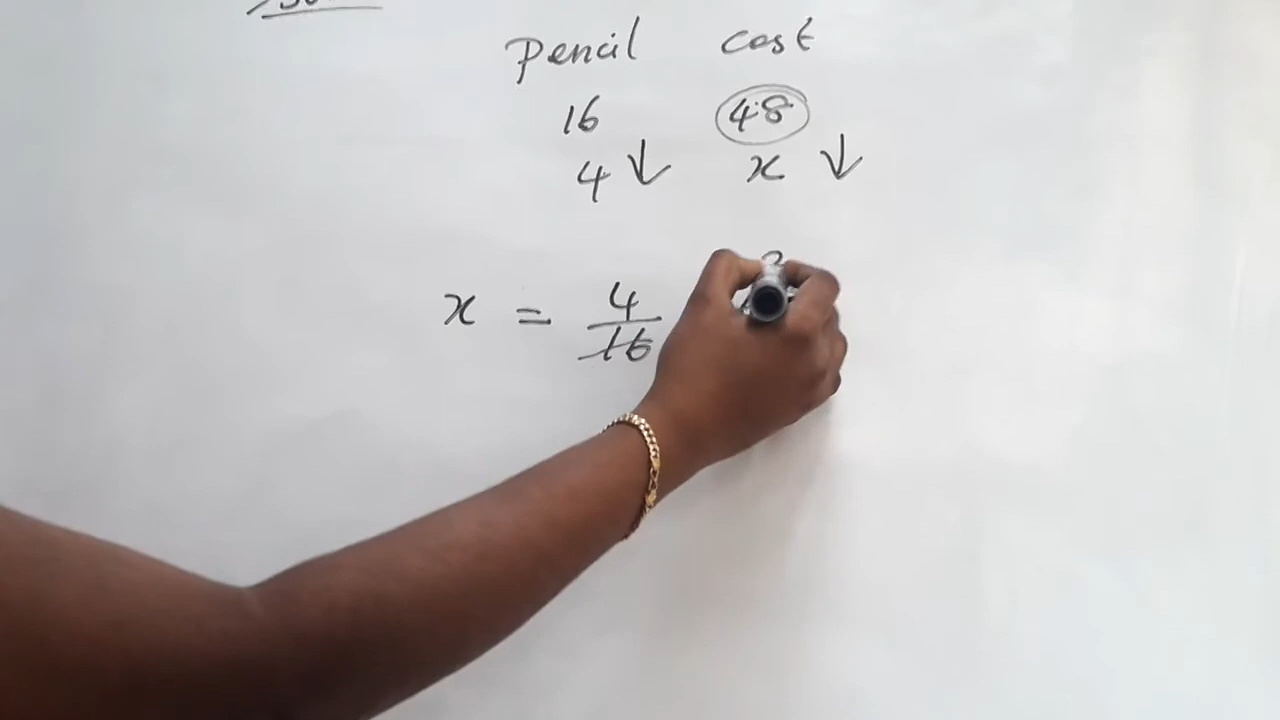 Pencil cost
16 48
4 ↓ x ↓
x = 4/16